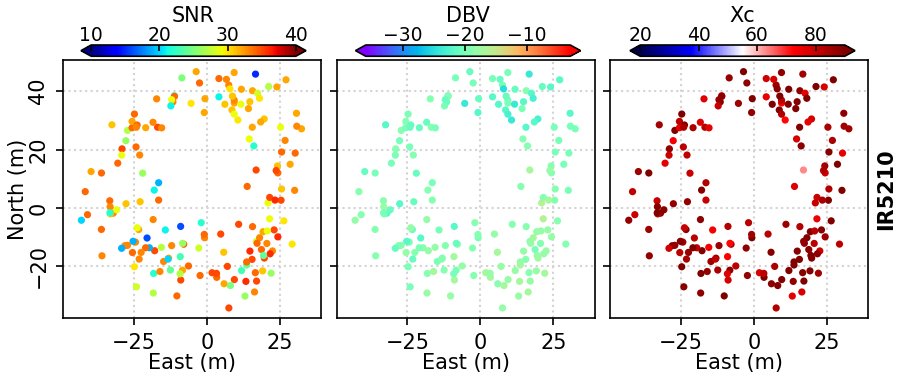 SNR DBV Xc
10 20 30 40 −30 −20 −10 20 40 60 80
40
20
0
−20
North (m)
IR5210
−25 0 25 −25 0 25 −25 0 25
East (m) East (m) East (m)